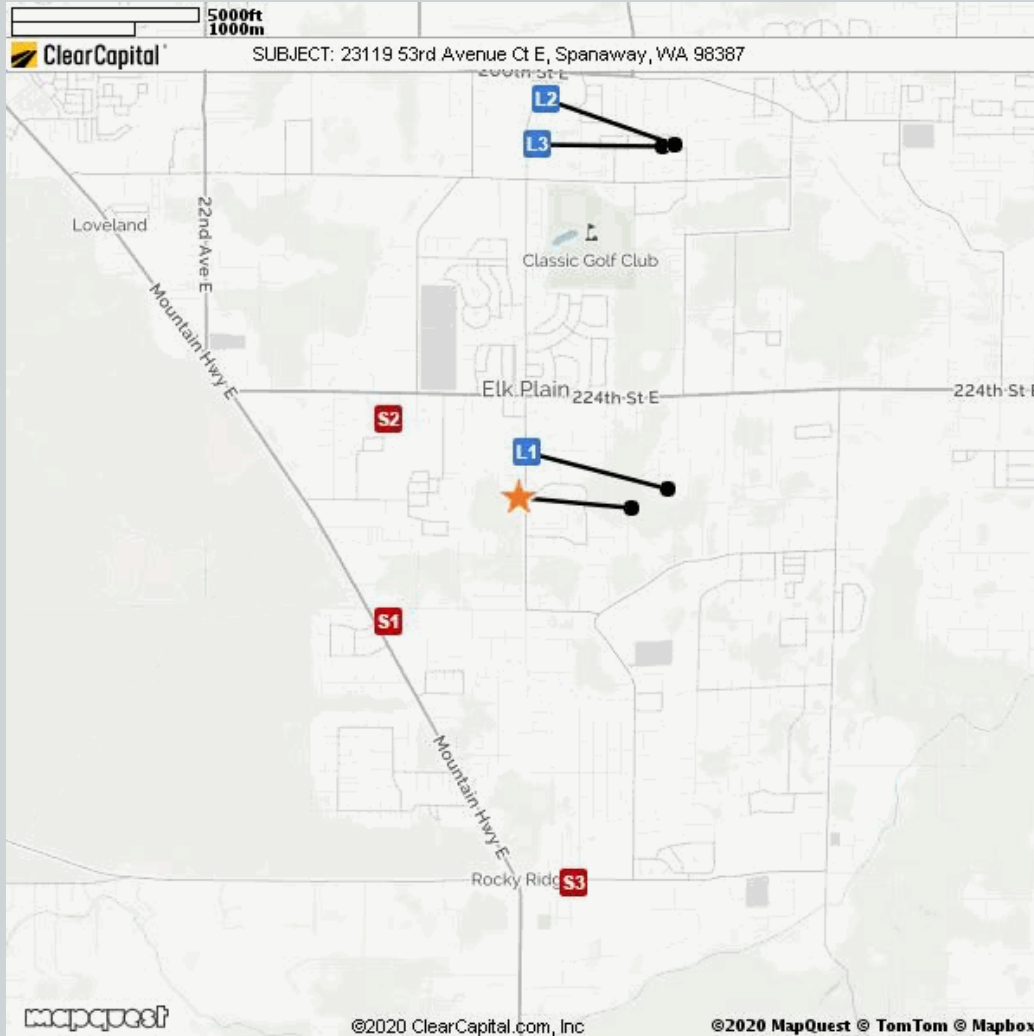 5000ft
1000m
ClearCapital
SUBJECT: 23119 53rd Avenue Ct E, Spanaway, WA 98387
200th St E
L2
L3
22nd Ave E
Loveland
Classic Golf Club
Mountain Hwy E
Elk Plain
224th St E
224th St E
S2
L1
S1
Mountain Hwy E
Rocky Ridg
S3
mapquest
©2020 ClearCapital.com, Inc
©2020 MapQuest © TomTom © Mapbox